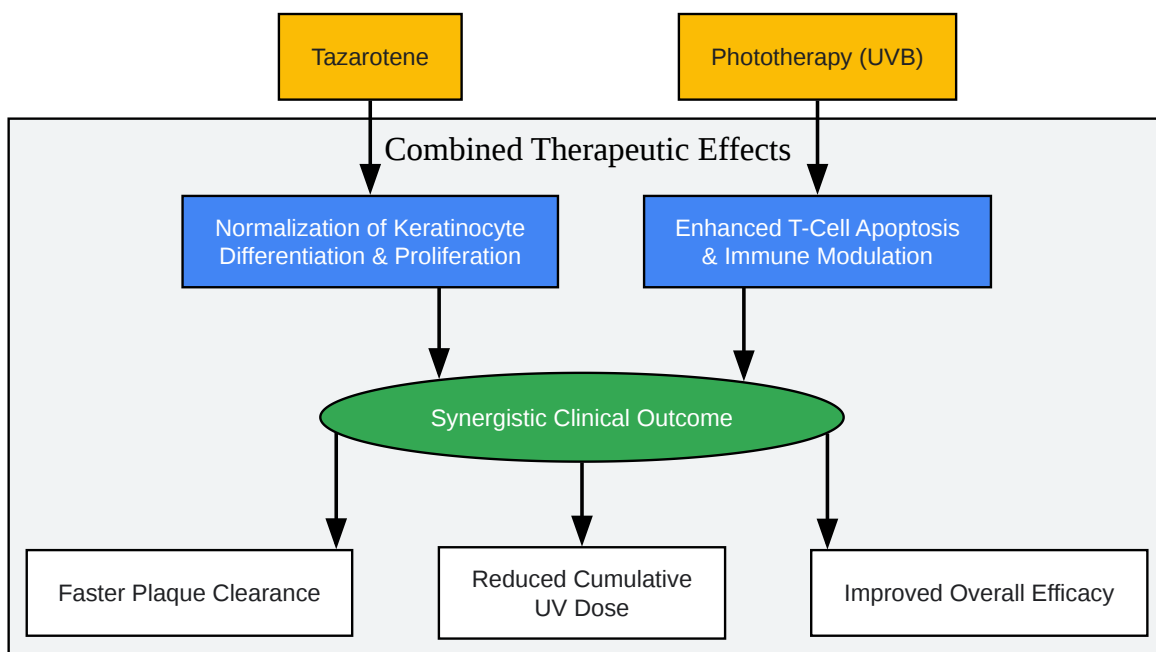 Tazarotene
Phototherapy (UVB)
Combined Therapeutic Effects
Normalization of Keratinocyte
Differentiation & Proliferation
Enhanced T-Cell Apoptosis
& Immune Modulation
Synergistic Clinical Outcome
Faster Plaque Clearance
Reduced Cumulative
UV Dose
Improved Overall Efficacy